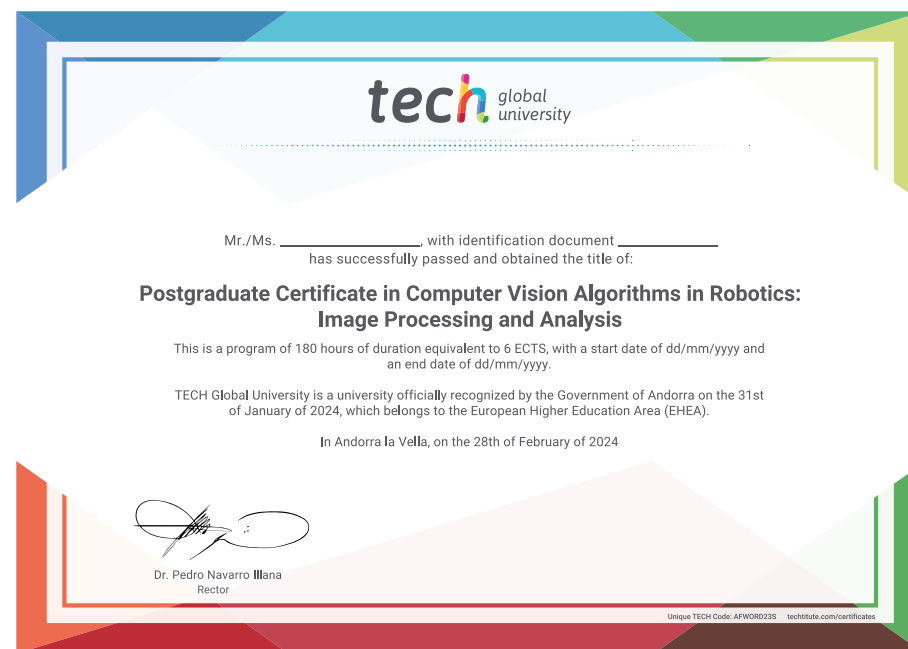 tech global university
Mr./Ms. ____________, with identification document ____________
has successfully passed and obtained the title of:
Postgraduate Certificate in Computer Vision Algorithms in Robotics:
Image Processing and Analysis
This is a program of 180 hours of duration equivalent to 6 ECTS, with a start date of dd/mm/yyyy and
an end date of dd/mm/yyyy.
TECH Global University is a university officially recognized by the Government of Andorra on the 31st
of January of 2024, which belongs to the European Higher Education Area (EHEA).
In Andorra la Vella, on the 28th of February of 2024
Dr. Pedro Navarro Illana
Rector
Unique TECH Code: AFWORD23S techtitute.com/certificates